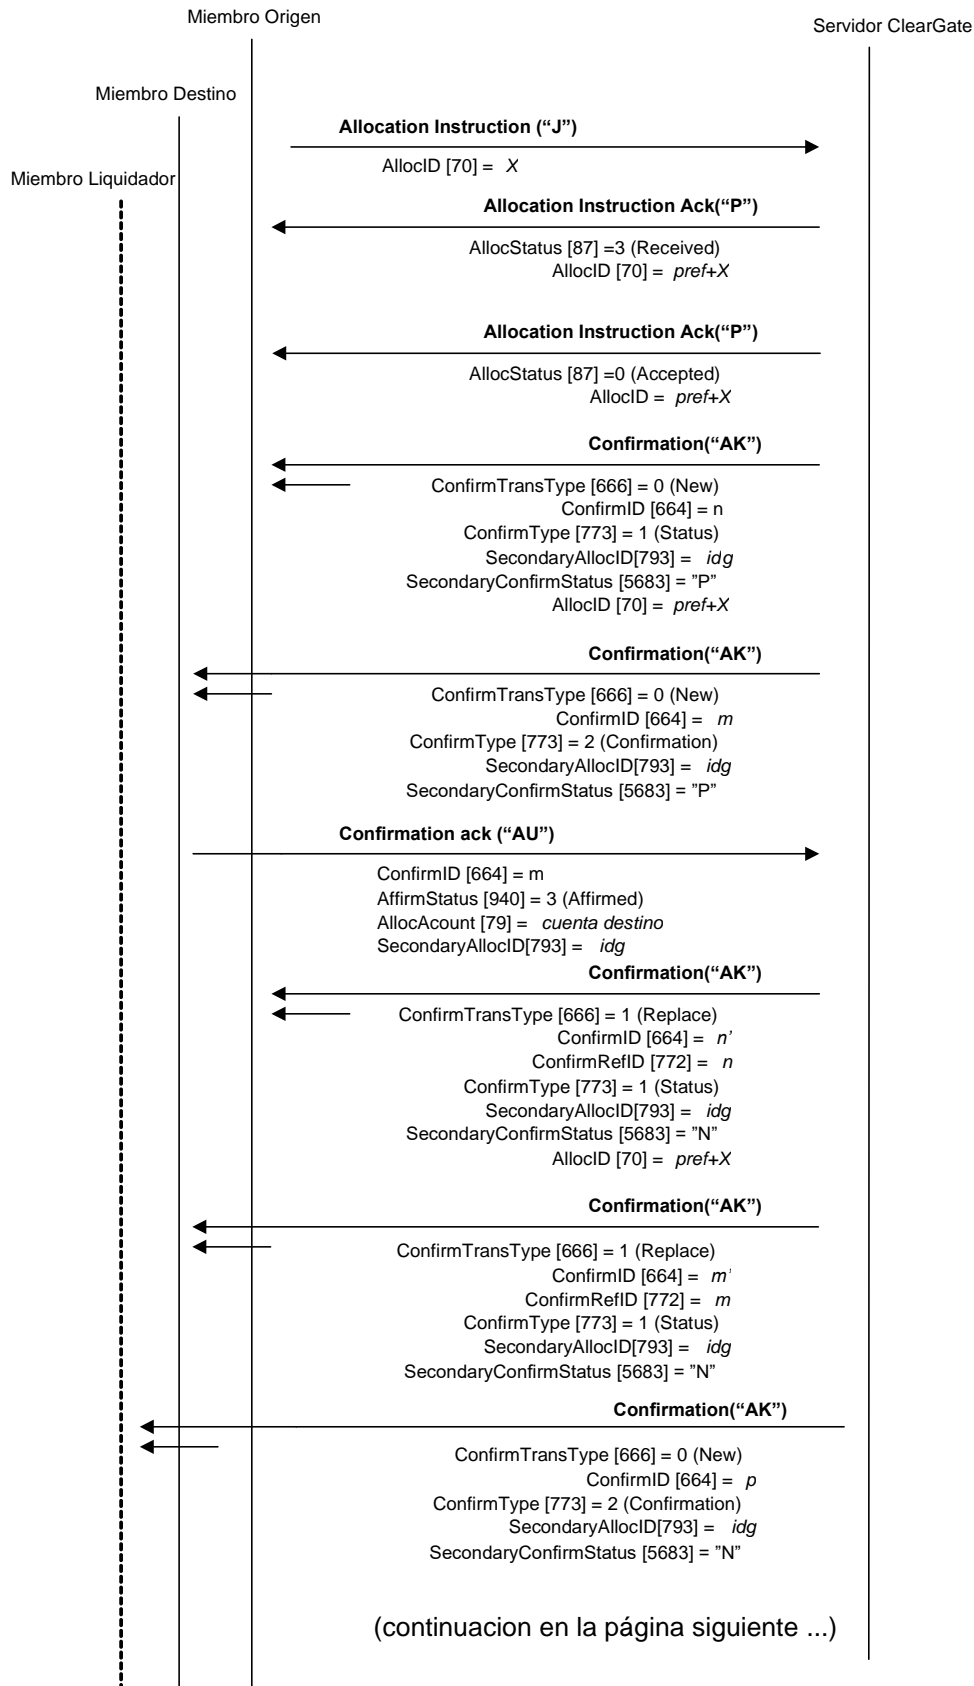 Miembro Origen
Servidor ClearGate
Miembro Destino
Allocation Instruction (“J”)
AllocID [70] = X
Miembro Liquidador
Allocation Instruction Ack(“P”)
AllocStatus [87] =3 (Received)
AllocID [70] = pref+X
Allocation Instruction Ack(“P”)
AllocStatus [87] =0 (Accepted)
AllocID = pref+X
Confirmation(“AK”)
ConfirmTransType [666] = 0 (New)
ConfirmID [664] = n
ConfirmType [773] = 1 (Status)
SecondaryAllocID[793] = idg
SecondaryConfirmStatus [5683] = ”P”
AllocID [70] = pref+X
Confirmation(“AK”)
ConfirmTransType [666] = 0 (New)
ConfirmID [664] = m
ConfirmType [773] = 2 (Confirmation)
SecondaryAllocID[793] = idg
SecondaryConfirmStatus [5683] = ”P”
Confirmation ack (“AU”)
ConfirmID [664] = m
AffirmStatus [940] = 3 (Affirmed)
AllocAcount [79] = cuenta destino
SecondaryAllocID[793] = idg
Confirmation(“AK”)
ConfirmTransType [666] = 1 (Replace)
ConfirmID [664] = n’
ConfirmRefID [772] = n
ConfirmType [773] = 1 (Status)
SecondaryAllocID[793] = idg
SecondaryConfirmStatus [5683] = ”N”
AllocID [70] = pref+X
Confirmation(“AK”)
ConfirmTransType [666] = 1 (Replace)
ConfirmID [664] = m’
ConfirmRefID [772] = m
ConfirmType [773] = 1 (Status)
SecondaryAllocID[793] = idg
SecondaryConfirmStatus [5683] = ”N”
Confirmation(“AK”)
ConfirmTransType [666] = 0 (New)
ConfirmID [664] = p
ConfirmType [773] = 2 (Confirmation)
SecondaryAllocID[793] = idg
SecondaryConfirmStatus [5683] = ”N”
(continuacion en la página siguiente ...)